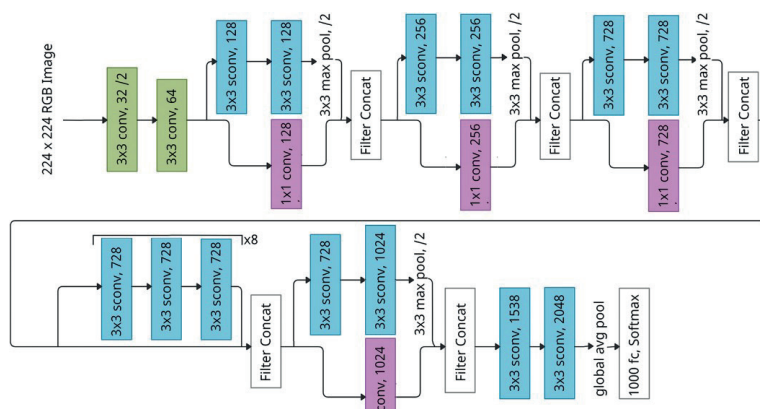 224 x 224 RGB Image
3x3 conv, 32 /2
3x3 conv, 64
3x3 sconv, 128
3x3 sconv, 128
3x3 max pool, /2
1x1 conv, 128
Filter Concat
3x3 sconv, 256
3x3 sconv, 256
3x3 max pool, /2
1x1 conv, 256
Filter Concat
3x3 sconv, 728
3x3 sconv, 728
3x3 max pool, /2
1x1 conv, 728
Filter Concat
3x3 sconv, 728
3x3 sconv, 728
3x3 sconv, 728
x8
Filter Concat
3x3 sconv, 728
3x3 sconv, 1024
3x3 max pool, /2
conv, 1024
Filter Concat
3x3 sconv, 1538
3x3 sconv, 2048
global avg pool
1000 fc, Softmax